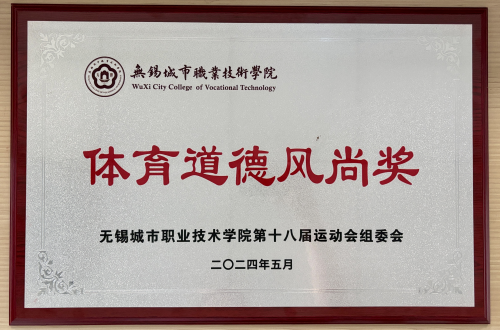 無錫城市職業技術學院
WuXi City College of Vocational Technology
体育道德风尚奖
无锡城市职业技术学院第十八届运动会组委会
二〇二四年五月